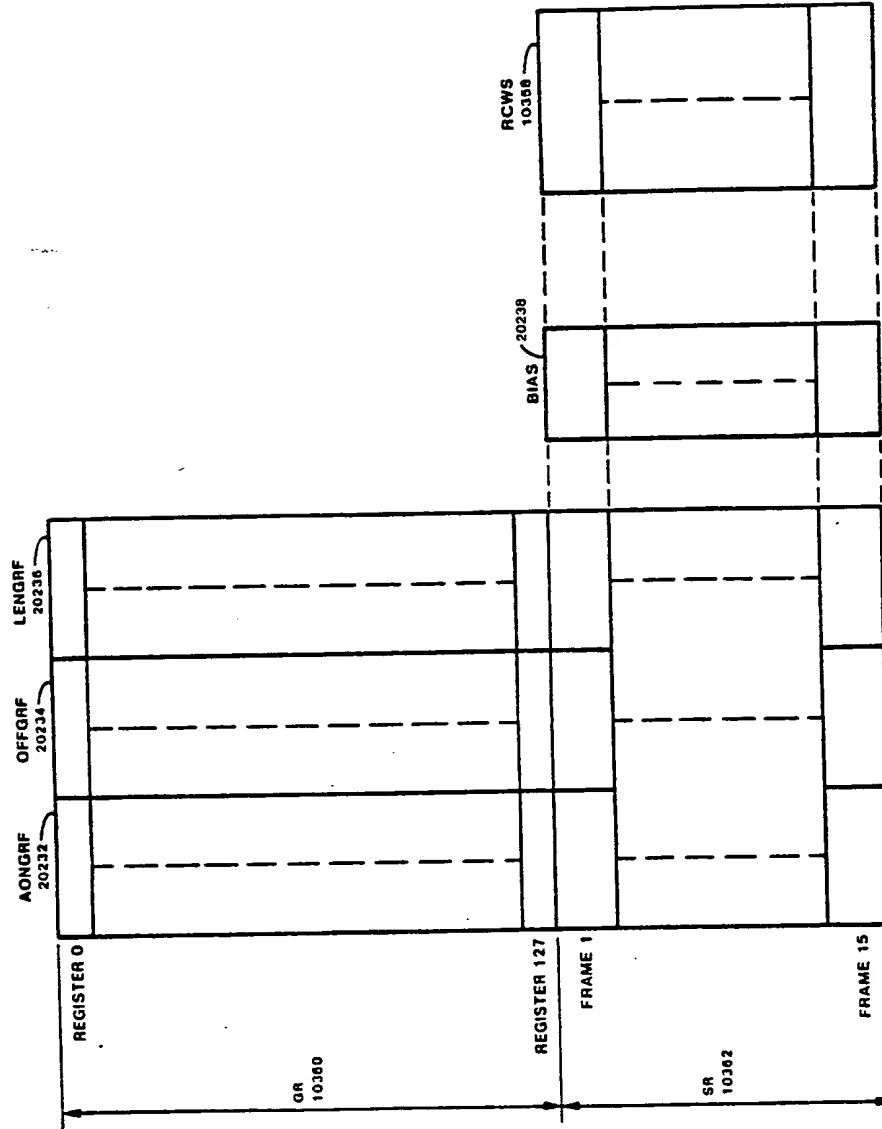 AONGRF
20232
OFFGRF
20234
LENGRF
20236
BIAS
20238
RCWS
10358
REGISTER 0
GR
10360
REGISTER 127
FRAME 1
SR
10362
FRAME 15